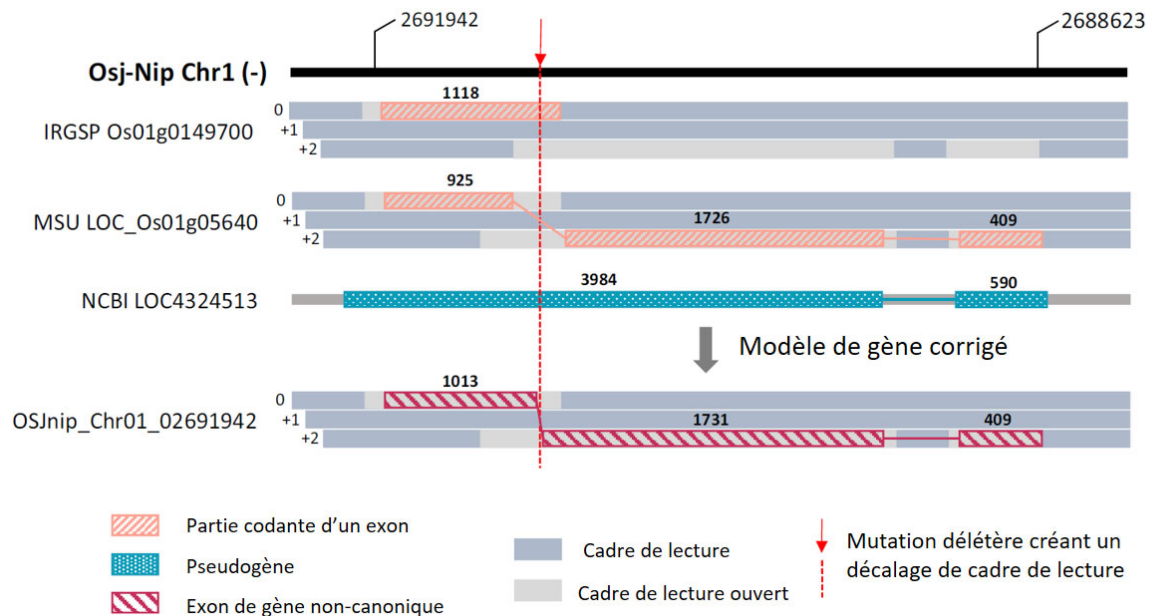 2691942
2688623
Osj-Nip Chr1 (-)
1118
0
IRGSP Os01g0149700
+1
+2
925
0
MSU LOC_Os01g05640
+1
1726
409
+2
3984
590
NCBI LOC4324513
Modèle de gène corrigé
1013
0
OSJnip_Chr01_02691942
+1
1731
409
+2
Partie codante d'un exon
Pseudogène
Exon de gène non-canonique
Cadre de lecture
Cadre de lecture ouvert
Mutation délétère créant un
décalage de cadre de lecture